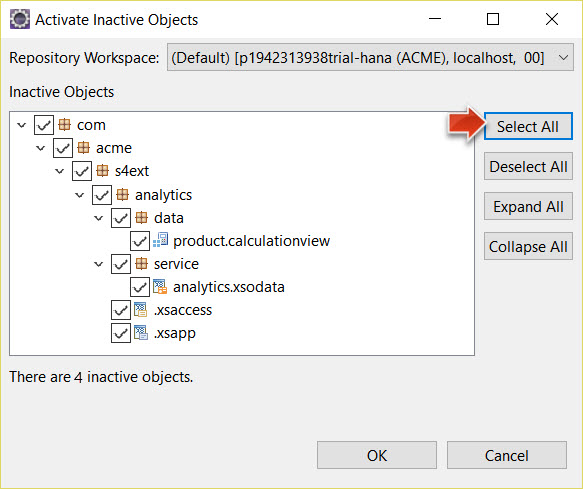 Activate Inactive Objects
Repository Workspace: (Default) [p1942313938trial-hana (ACME), localhost, 00]
Inactive Objects
com
acme
s4ext
analytics
data
product.calculationview
service
analytics.xsodata
.xsaccess
.xsapp
Select All
Deselect All
Expand All
Collapse All
There are 4 inactive objects.
OK Cancel